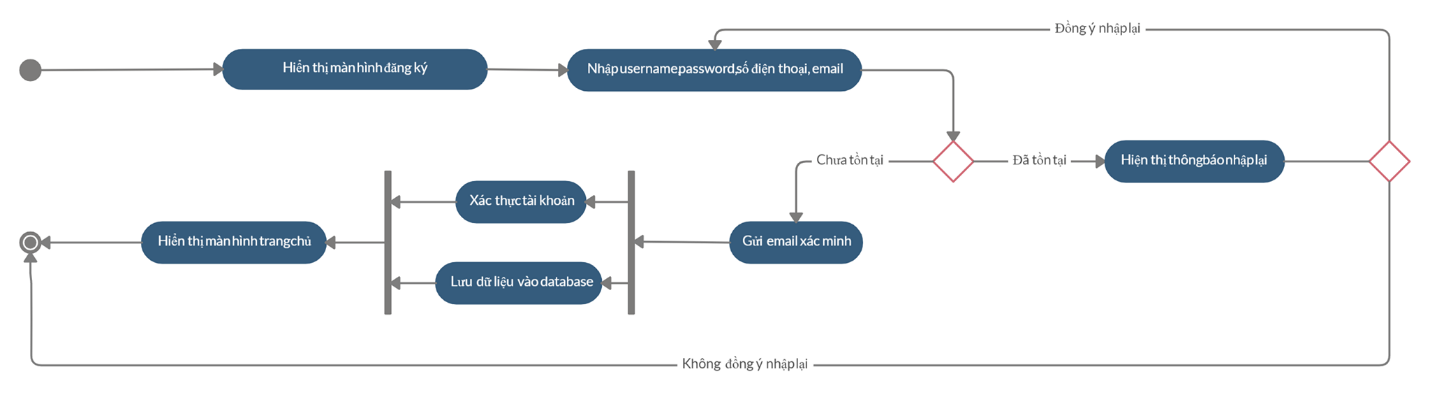 Đồng ý nhập lại
Hiển thị màn hình đăng ký
Nhập username password,số điện thoại, email
Chưa tồn tại
Đã tồn tại
Hiện thị thông báo nhập lại
Xác thực tài khoản
Hiển thị màn hình trang chủ
Gửi email xác minh
Lưu dữ liệu vào database
Không đồng ý nhập lại